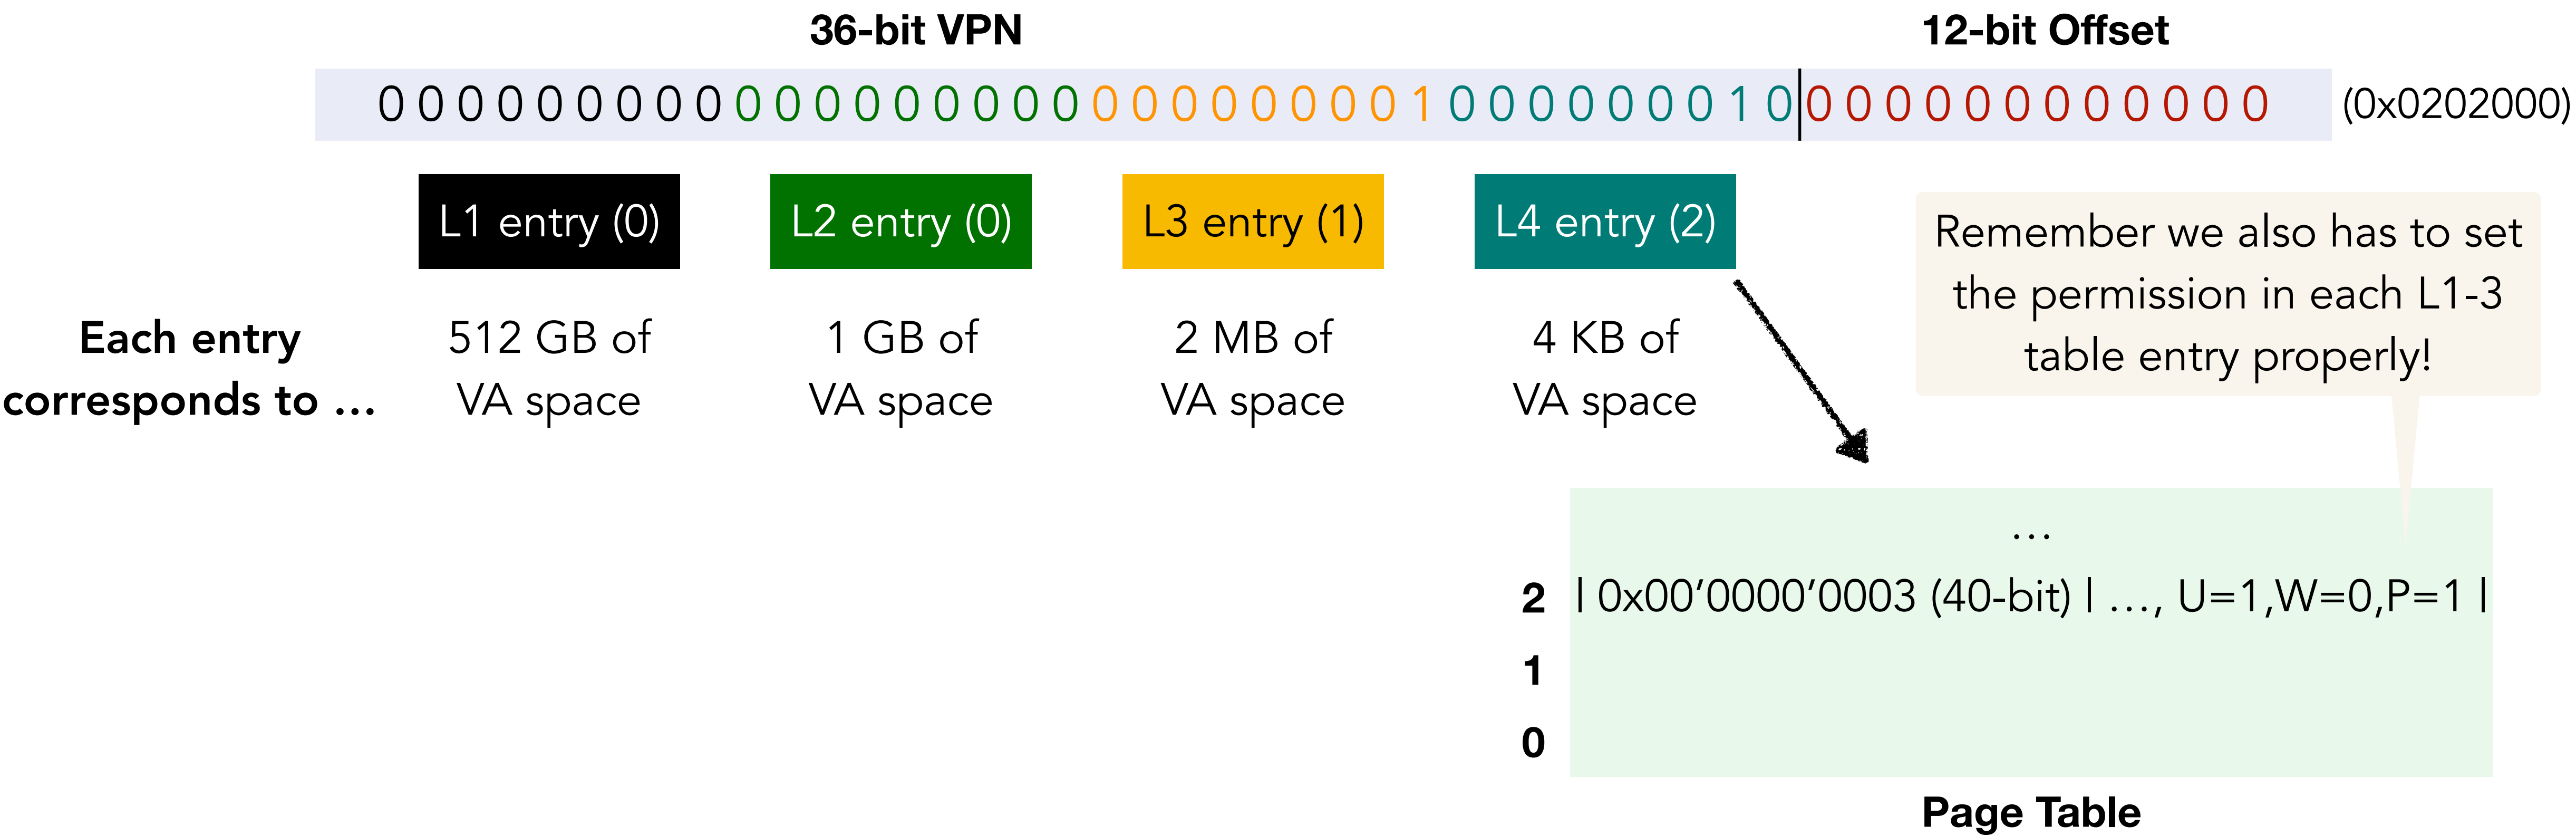 36-bit VPN 12-bit Offset
0 0 0 0 0 0 0 0 0 0 0 0 0 0 0 0 0 0 0 0 0 0 0 0 0 0 1 0 0 0 0 0 0 0 1 0 0 0 0 0 0 0 0 0 0 0 0 0 (0x0202000)
L1 entry (0) L2 entry (0) L3 entry (1) L4 entry (2)
Remember we also has to set
the permission in each L1-3
table entry properly!
Each entry
corresponds to ...
512 GB of
VA space
1 GB of
VA space
2 MB of
VA space
4 KB of
VA space
...
2 | 0x00’0000’0003 (40-bit) | ..., U=1,W=0,P=1 |
1
0
Page Table